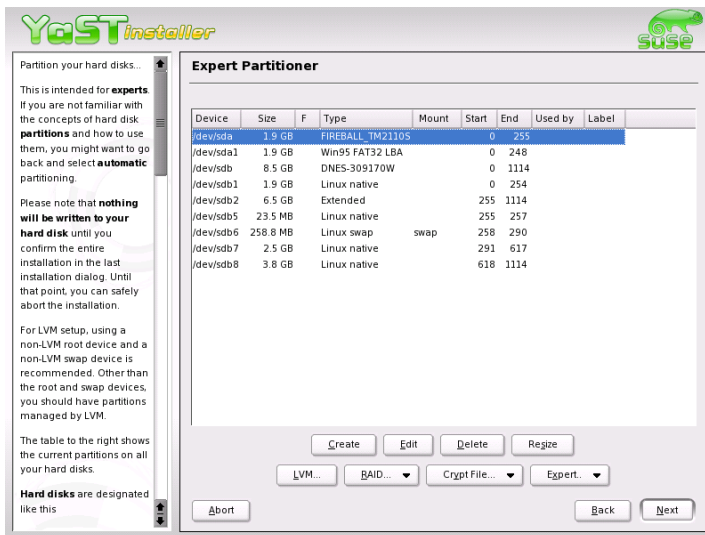 YaST installer
SUSE
Partition your hard disks...
This is intended for experts.
If you are not familiar with
the concepts of hard disk
partitions and how to use
them, you might want to go
back and select automatic
partitioning.
Please note that nothing
will be written to your
hard disk until you
confirm the entire
installation in the last
installation dialog. Until
that point, you can safely
abort the installation.
For LVM setup, using a
non-LVM root device and a
non-LVM swap device is
recommended. Other than
the root and swap devices,
you should have partitions
managed by LVM.
The table to the right shows
the current partitions on all
your hard disks.
Hard disks are designated
like this
Expert Partitioner
Device Size F Type Mount Start End Used by Label
/dev/sda 1.9 GB FIREBALL_TM2110S 0 255
/dev/sda1 1.9 GB Win95 FAT32 LBA 0 248
/dev/sdb 8.5 GB DNES-309170W 0 1114
/dev/sdb1 1.9 GB Linux native 0 254
/dev/sdb2 6.5 GB Extended 255 1114
/dev/sdb5 23.5 MB Linux native 255 257
/dev/sdb6 258.8 MB Linux swap swap 258 290
/dev/sdb7 2.5 GB Linux native 291 617
/dev/sdb8 3.8 GB Linux native 618 1114
Create Edit Delete Resize
LVM... RAID... Crypt File... Expert..
Abort Back Next